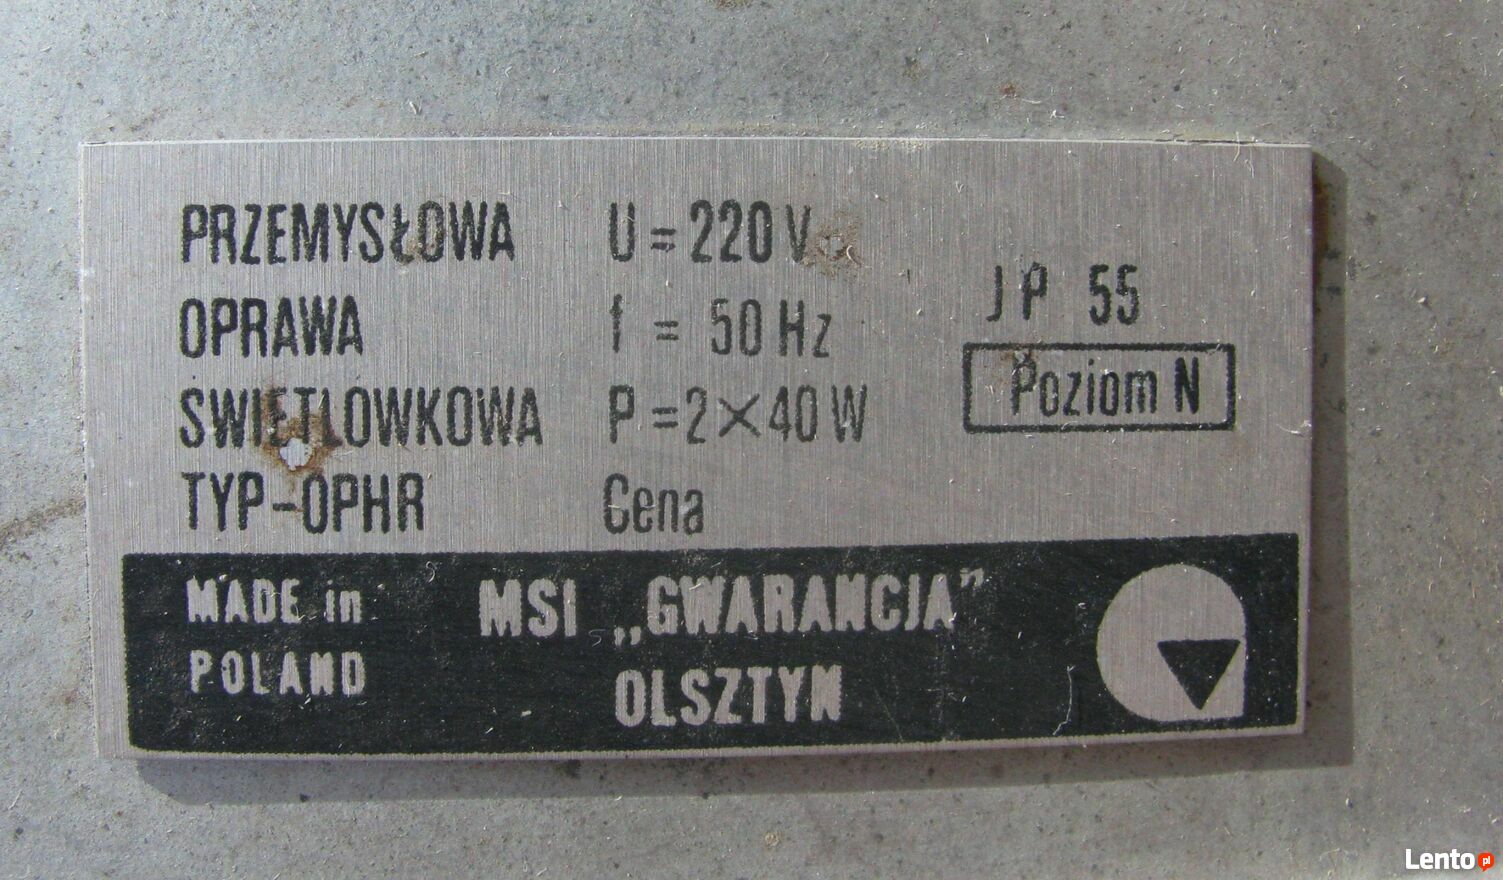 PRZEMYSŁOWA U = 220 V
OPRAWA f = 50 Hz
ŚWIETLÓWKOWA P = 2 × 40 W
TYP-OPHR Cena
JP 55
Poziom N
MADE in POLAND
MSI „GWARANCJA”
OLSZTYN
Lento.pl